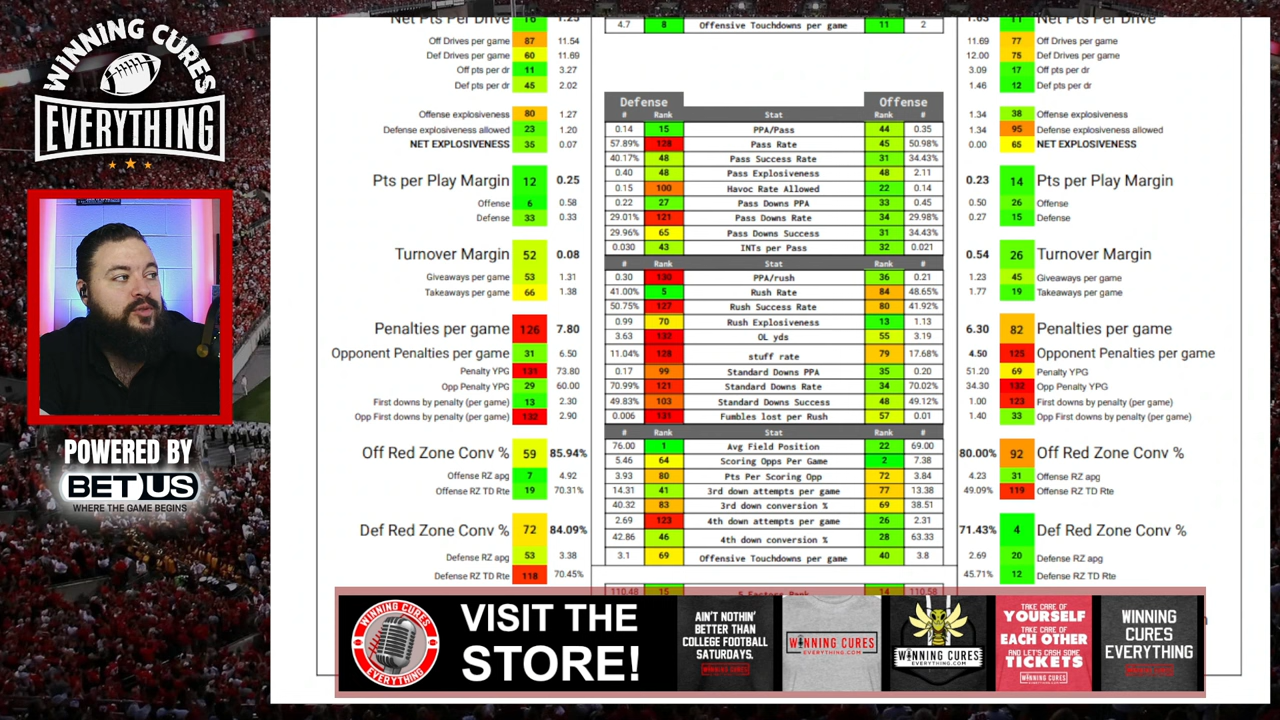 WINNING CURES
EVERYTHING
POWERED BY
BETUS
WHERE THE GAME BEGINS
Net Pts Per Drive 16 1.25
Off Drives per game 87 11.54
Def Drives per game 60 11.69
Off pts per dr 11 3.27
Def pts per dr 45 2.02
Offense explosiveness 80 1.27
Defense explosiveness allowed 23 1.20
NET EXPLOSIVENESS 35 0.07
Pts per Play Margin 12 0.25
Offense 6 0.58
Defense 33 0.33
Turnover Margin 52 0.08
Giveaways per game 53 1.31
Takeaways per game 66 1.38
Penalties per game 126 7.80
Opponent Penalties per game 31 6.50
Penalty YPG 131 73.80
Opp Penalty YPG 29 60.00
First downs by penalty (per game) 13 2.30
Opp First downs by penalty (per game) 132 2.90
Off Red Zone Conv % 59 85.94%
Offense RZ apg 7 4.92
Offense RZ TD Rte 19 70.31%
Def Red Zone Conv % 72 84.09%
Defense RZ apg 53 3.38
Defense RZ TD Rte 118 70.45%
4.7 8 Offensive Touchdowns per game 11 2
Defense Offense
# Rank Stat Rank #
0.14 15 PPA/Pass 44 0.35
57.89% 128 Pass Rate 45 50.98%
40.17% 48 Pass Success Rate 31 34.43%
0.40 48 Pass Explosiveness 48 2.11
0.15 100 Havoc Rate Allowed 22 0.14
0.22 27 Pass Downs PPA 33 0.45
29.01% 121 Pass Downs Rate 34 29.98%
29.96% 65 Pass Downs Success 31 34.43%
0.030 43 INTs per Pass 32 0.021
# Rank Stat Rank #
0.30 130 PPA/rush 36 0.21
41.00% 5 Rush Rate 84 48.65%
50.75% 127 Rush Success Rate 80 41.92%
0.99 70 Rush Explosiveness 13 1.13
3.63 132 OL yds 55 3.19
11.04% 128 stuff rate 79 17.68%
0.17 99 Standard Downs PPA 35 0.20
70.99% 121 Standard Downs Rate 34 70.02%
49.83% 103 Standard Downs Success 48 49.12%
0.006 131 Fumbles lost per Rush 57 0.01
# Rank Stat Rank #
76.00 1 Avg Field Position 22 69.00
5.46 64 Scoring Opps Per Game 2 7.38
3.93 80 Pts Per Scoring Opp 72 3.84
14.31 41 3rd down attempts per game 77 13.38
40.32 83 3rd down conversion % 69 38.51
2.69 123 4th down attempts per game 26 2.31
42.86 46 4th down conversion % 28 63.33
3.1 69 Offensive Touchdowns per game 40 3.8
110.48 15 5 Factors Rank 14 110.58
1.63 11 Net Pts Per Drive
11.69 77 Off Drives per game
12.00 75 Def Drives per game
3.09 17 Off pts per dr
1.46 12 Def pts per dr
1.34 38 Offense explosiveness
1.34 95 Defense explosiveness allowed
0.00 65 NET EXPLOSIVENESS
0.23 14 Pts per Play Margin
0.50 26 Offense
0.27 15 Defense
0.54 26 Turnover Margin
1.23 45 Giveaways per game
1.77 19 Takeaways per game
6.30 82 Penalties per game
4.50 125 Opponent Penalties per game
51.20 69 Penalty YPG
34.30 132 Opp Penalty YPG
1.00 123 First downs by penalty (per game)
1.40 33 Opp First downs by penalty (per game)
80.00% 92 Off Red Zone Conv %
4.23 31 Offense RZ apg
49.09% 119 Offense RZ TD Rte
71.43% 4 Def Red Zone Conv %
2.69 20 Defense RZ apg
45.71% 12 Defense RZ TD Rte
WINNING CURES
EVERYTHING
VISIT THE
STORE!
AIN'T NOTHIN'
BETTER THAN
COLLEGE FOOTBALL
SATURDAYS.
WINNING CURES
EVERYTHING.COM
WINNING CURES
EVERYTHING.COM
TAKE CARE OF
YOURSELF
TAKE CARE OF
EACH OTHER
AND LET'S CASH SOME
TICKETS
WINNING CURES
WINNING
CURES
EVERYTHING